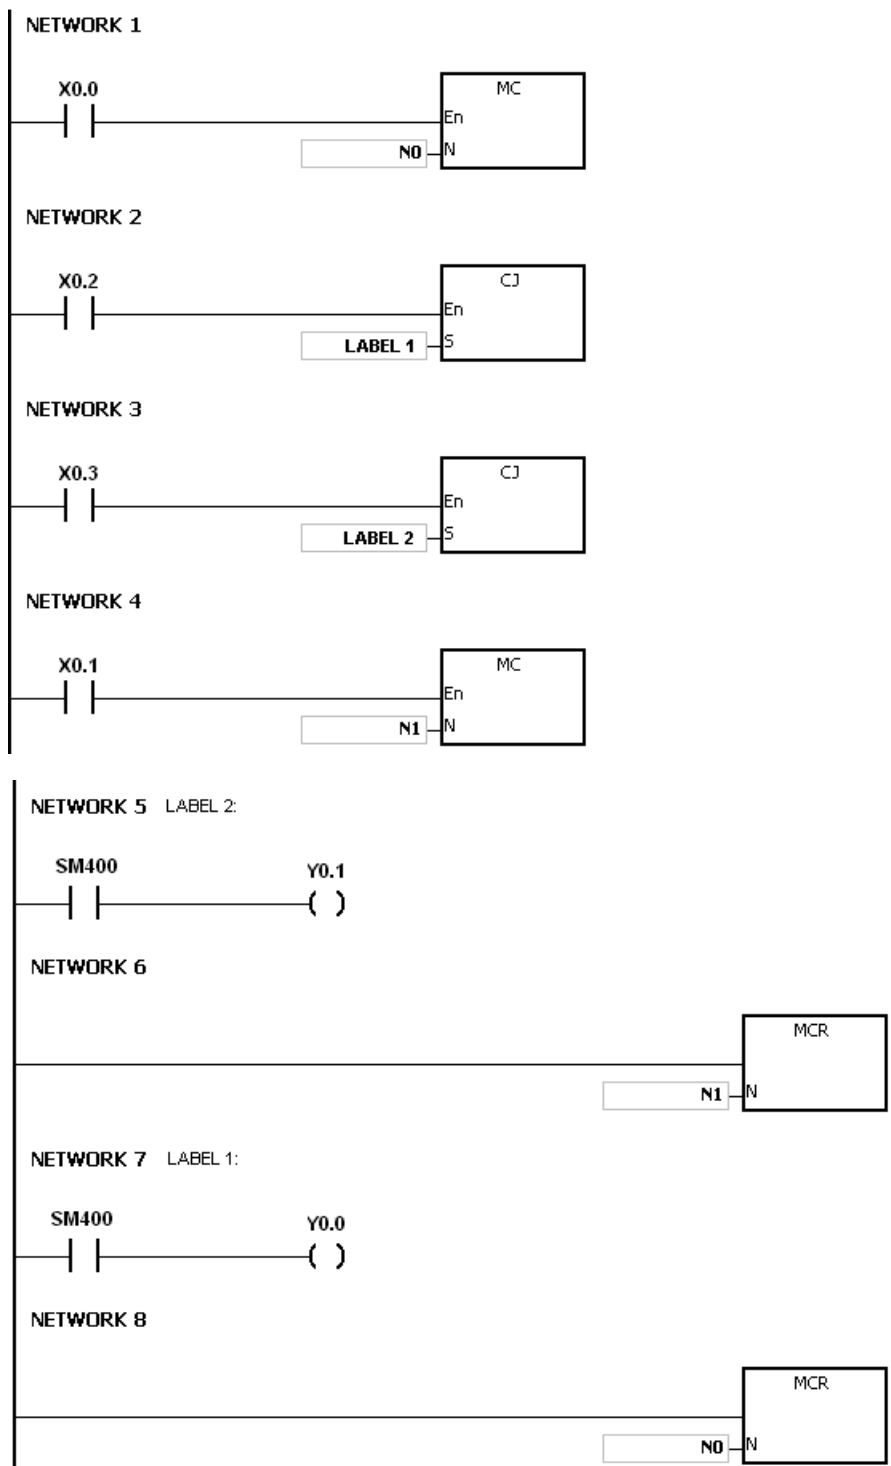 NETWORK 1
X0.0
MC
En
N0 N
NETWORK 2
X0.2
CJ
En
LABEL 1 S
NETWORK 3
X0.3
CJ
En
LABEL 2 S
NETWORK 4
X0.1
MC
En
N1 N
NETWORK 5 LABEL 2:
SM400 Y0.1
NETWORK 6
MCR
N1 N
NETWORK 7 LABEL 1:
SM400 Y0.0
NETWORK 8
MCR
N0 N